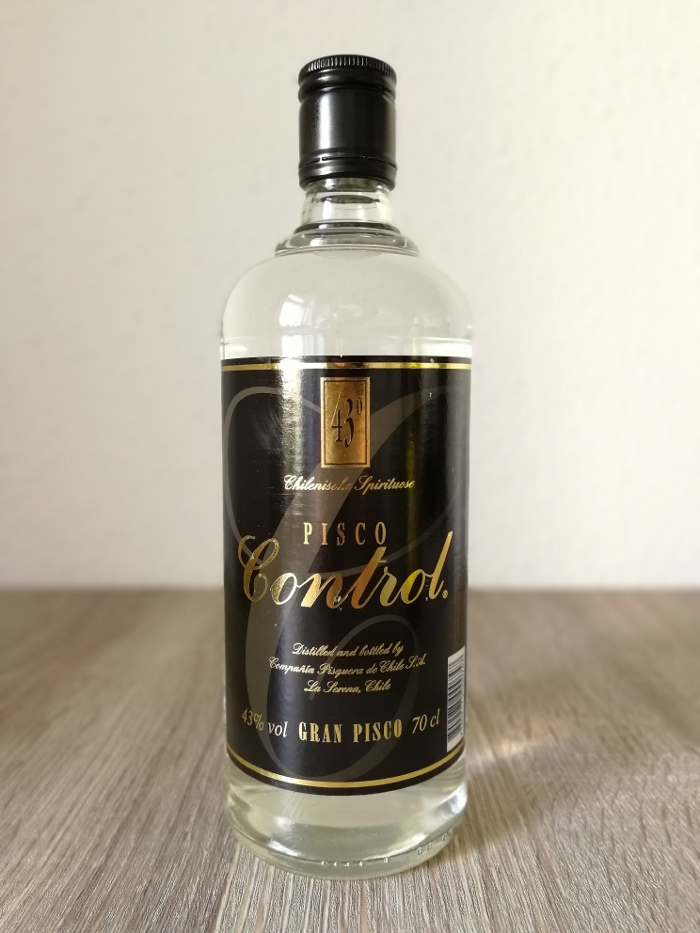 43°
Chilenische Spirituose
PISCO
Control.
Distilled and bottled by
Compañía Pisquera de Chile S.A.
La Serena, Chile
43% vol GRAN PISCO 70 cl